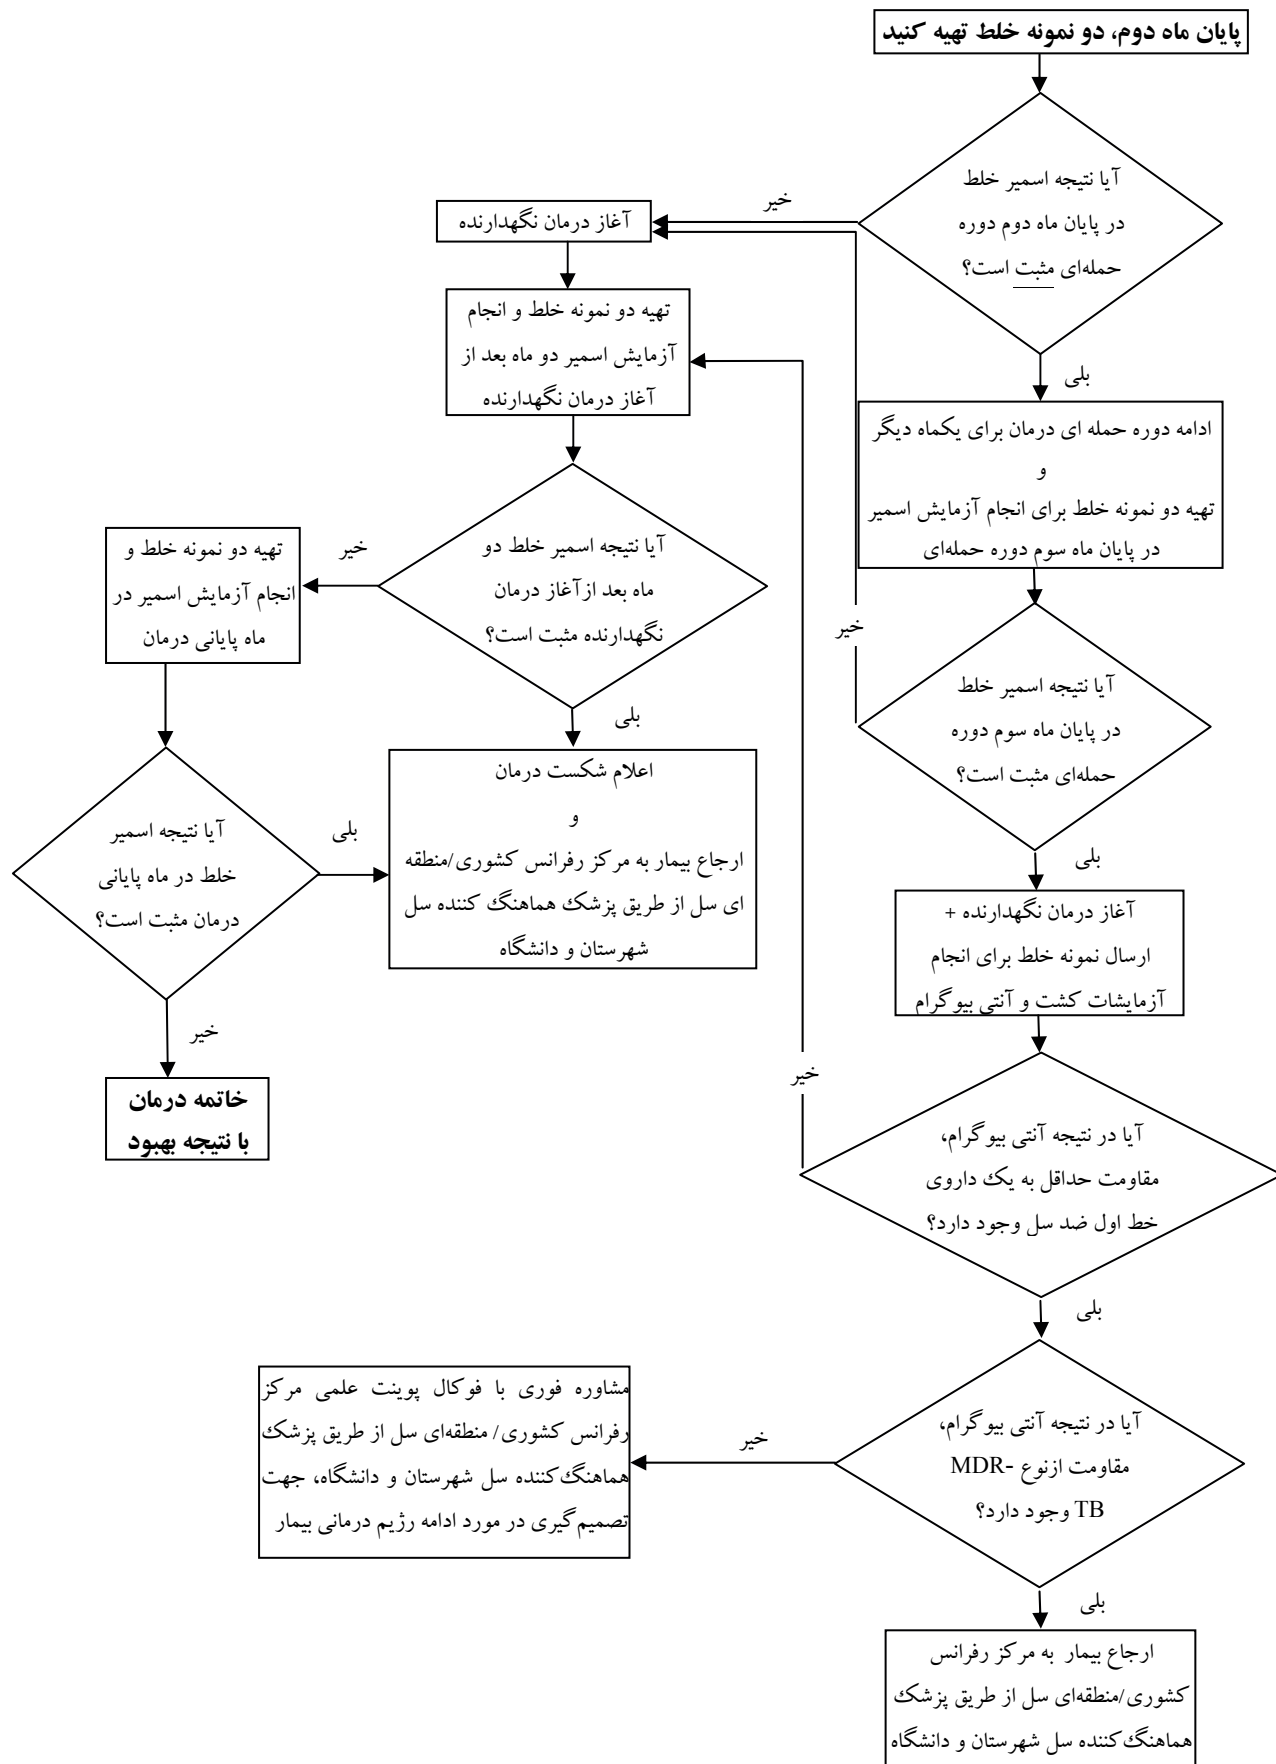 پایان ماه دوم، دو نمونه خلط تهیه کنید
آیا نتیجه اسمیر خلط
در پایان ماه دوم دوره
حمله‌ای مثبت است؟
خیر
بلی
آغاز درمان نگهدارنده
تهیه دو نمونه خلط و انجام
آزمایش اسمیر دو ماه بعد از
آغاز درمان نگهدارنده
ادامه دوره حمله ای درمان برای یکماه دیگر
و
تهیه دو نمونه خلط برای انجام آزمایش اسمیر
در پایان ماه سوم دوره حمله‌ای
آیا نتیجه اسمیر خلط دو
ماه بعد ازآغاز درمان
نگهدارنده مثبت است؟
خیر
بلی
تهیه دو نمونه خلط و
انجام آزمایش اسمیر در
ماه پایانی درمان
آیا نتیجه اسمیر خلط
در پایان ماه سوم دوره
حمله‌ای مثبت است؟
خیر
بلی
اعلام شکست درمان
و
ارجاع بیمار به مرکز رفرانس کشوری/منطقه
ای سل از طریق پزشک هماهنگ کننده سل
شهرستان و دانشگاه
آیا نتیجه اسمیر
خلط در ماه پایانی
درمان مثبت است؟
بلی
خیر
خاتمه درمان
با نتیجه بهبود
آغاز درمان نگهدارنده +
ارسال نمونه خلط برای انجام
آزمایشات کشت و آنتی بیوگرام
آیا در نتیجه آنتی بیوگرام،
مقاومت حداقل به یک داروی
خط اول ضد سل وجود دارد؟
خیر
بلی
آیا در نتیجه آنتی بیوگرام،
مقاومت ازنوع MDR-
TB وجود دارد؟
خیر
بلی
مشاوره فوری با فوکال پوینت علمی مرکز
رفرانس کشوری/ منطقه‌ای سل از طریق پزشک
هماهنگ‌کننده سل شهرستان و دانشگاه، جهت
تصمیم‌گیری در مورد ادامه رژیم درمانی بیمار
ارجاع بیمار به مرکز رفرانس
کشوری/منطقه‌ای سل از طریق پزشک
هماهنگ‌کننده سل شهرستان و دانشگاه